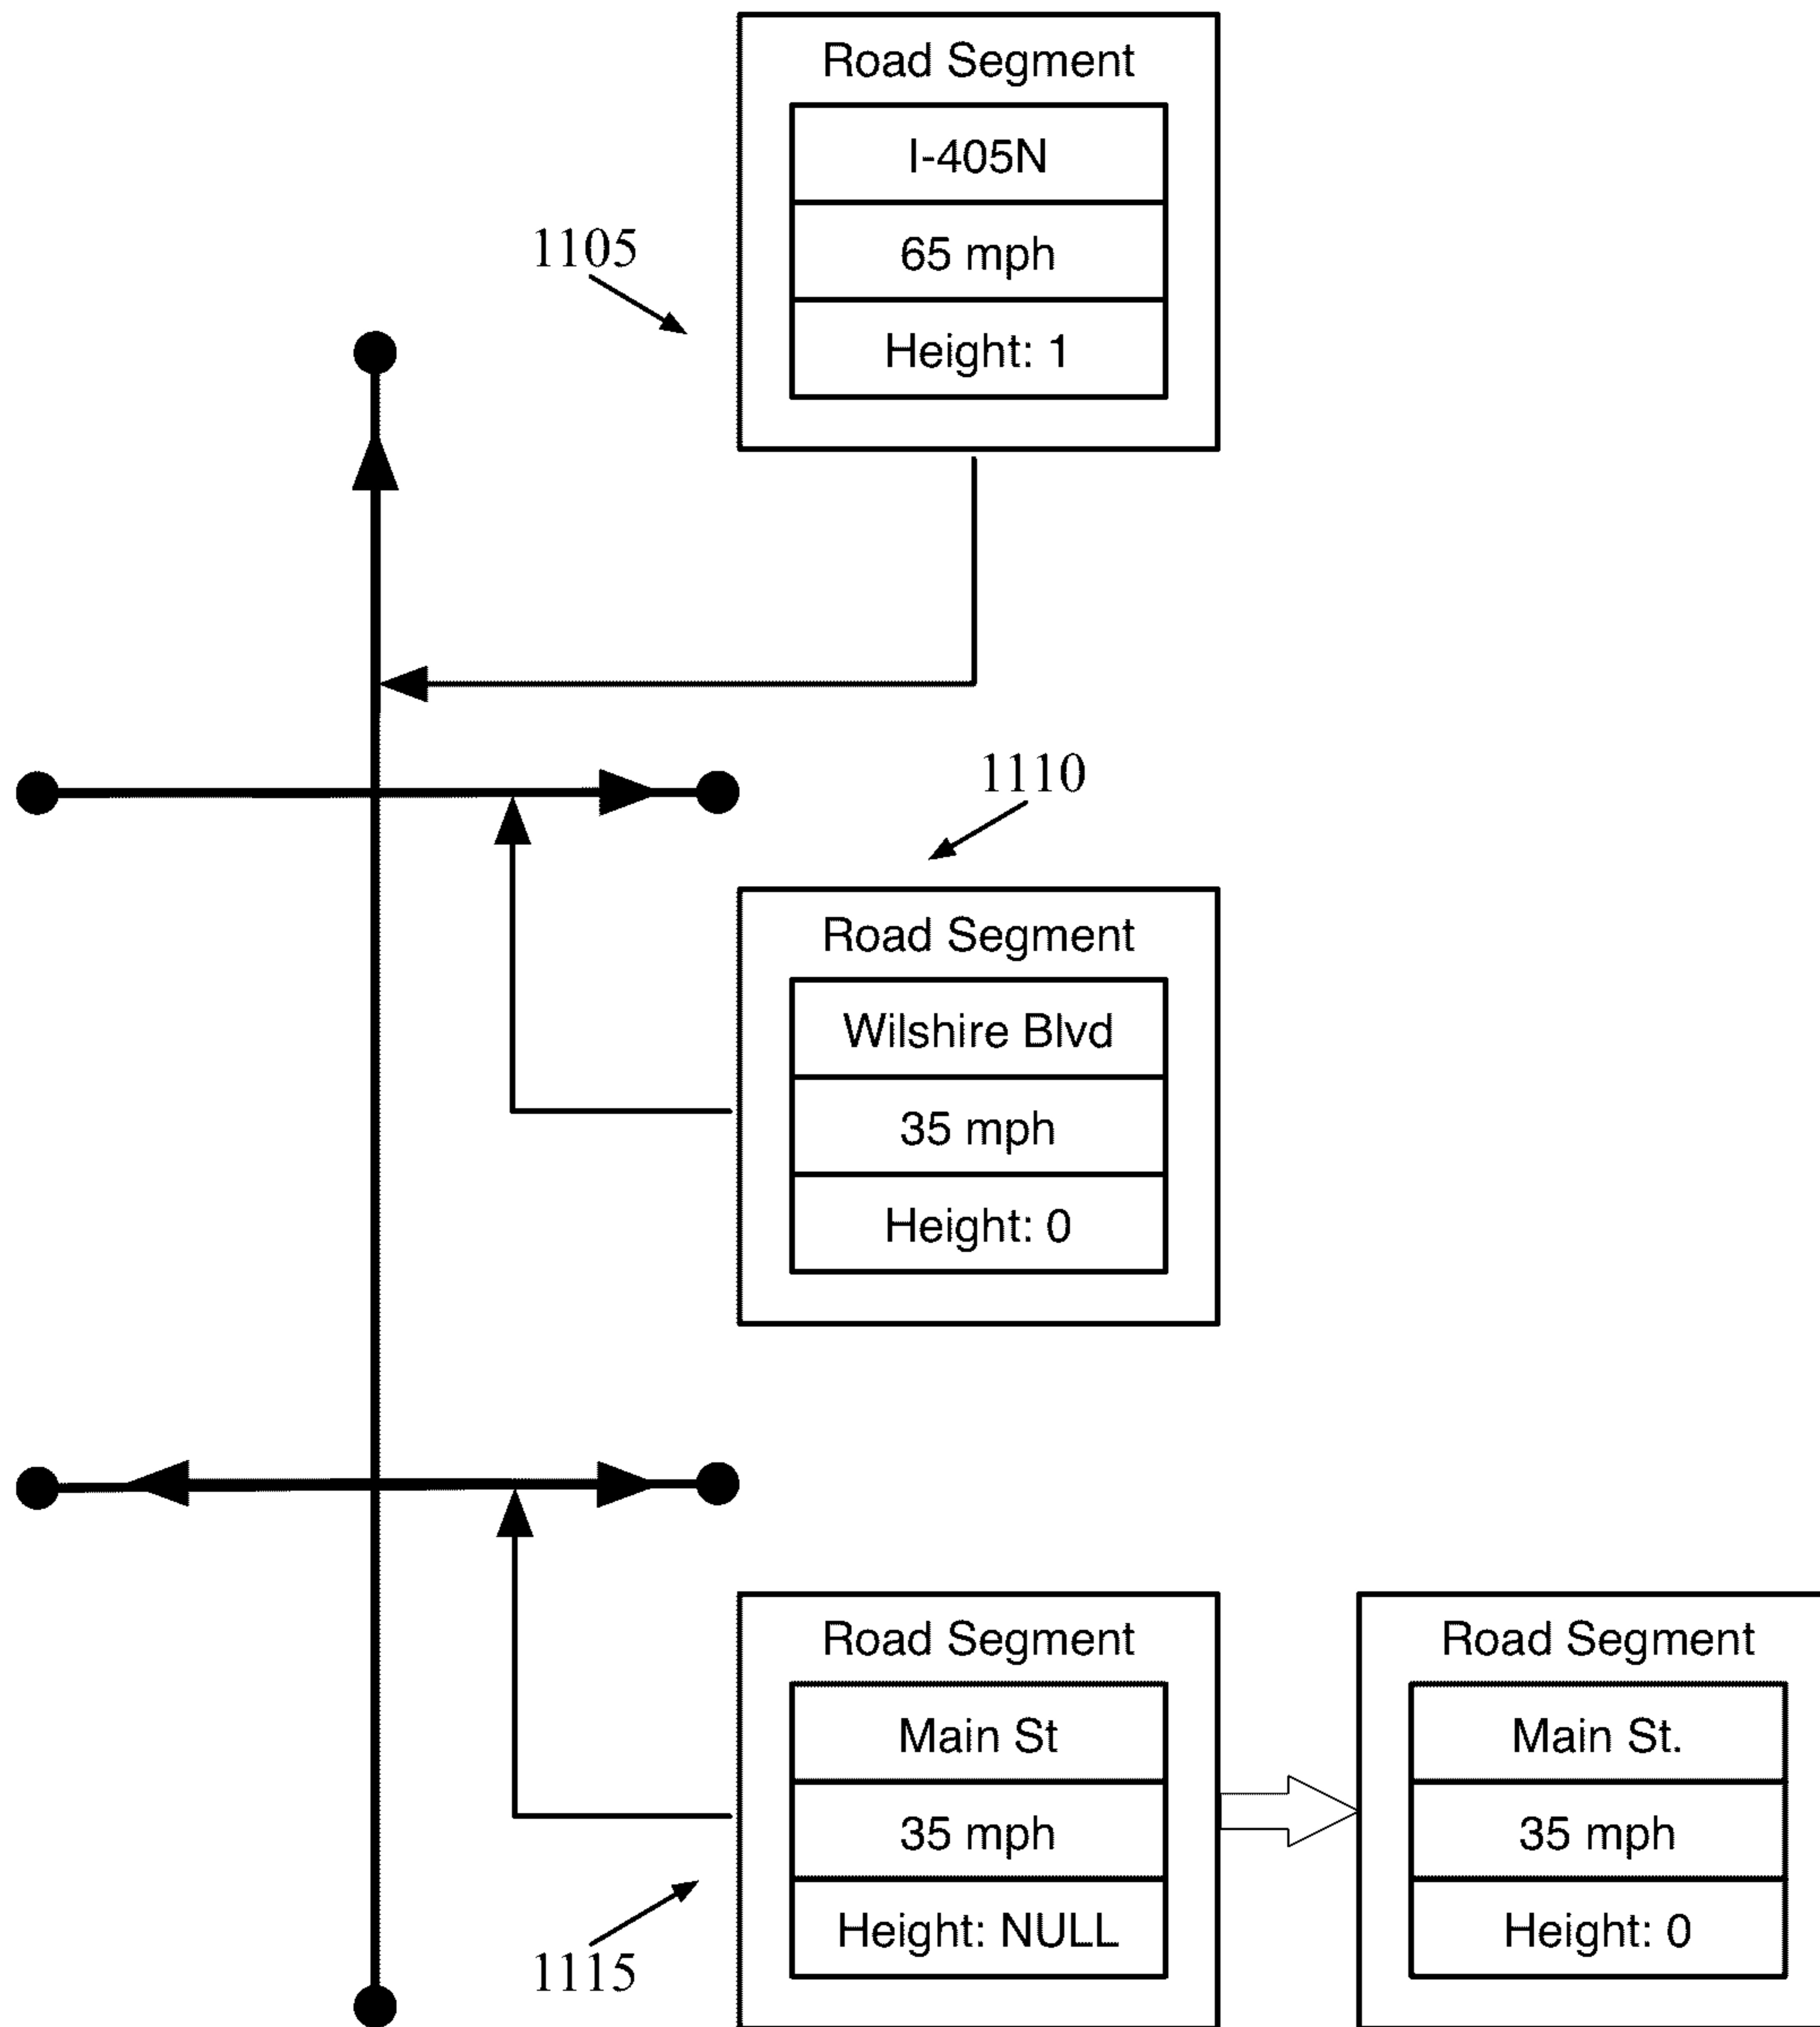 Road Segment
I-405N
65 mph
Height: 1
1105
1110
Road Segment
Wilshire Blvd
35 mph
Height: 0
Road Segment
Main St
35 mph
Height: NULL
1115
Road Segment
Main St.
35 mph
Height: 0